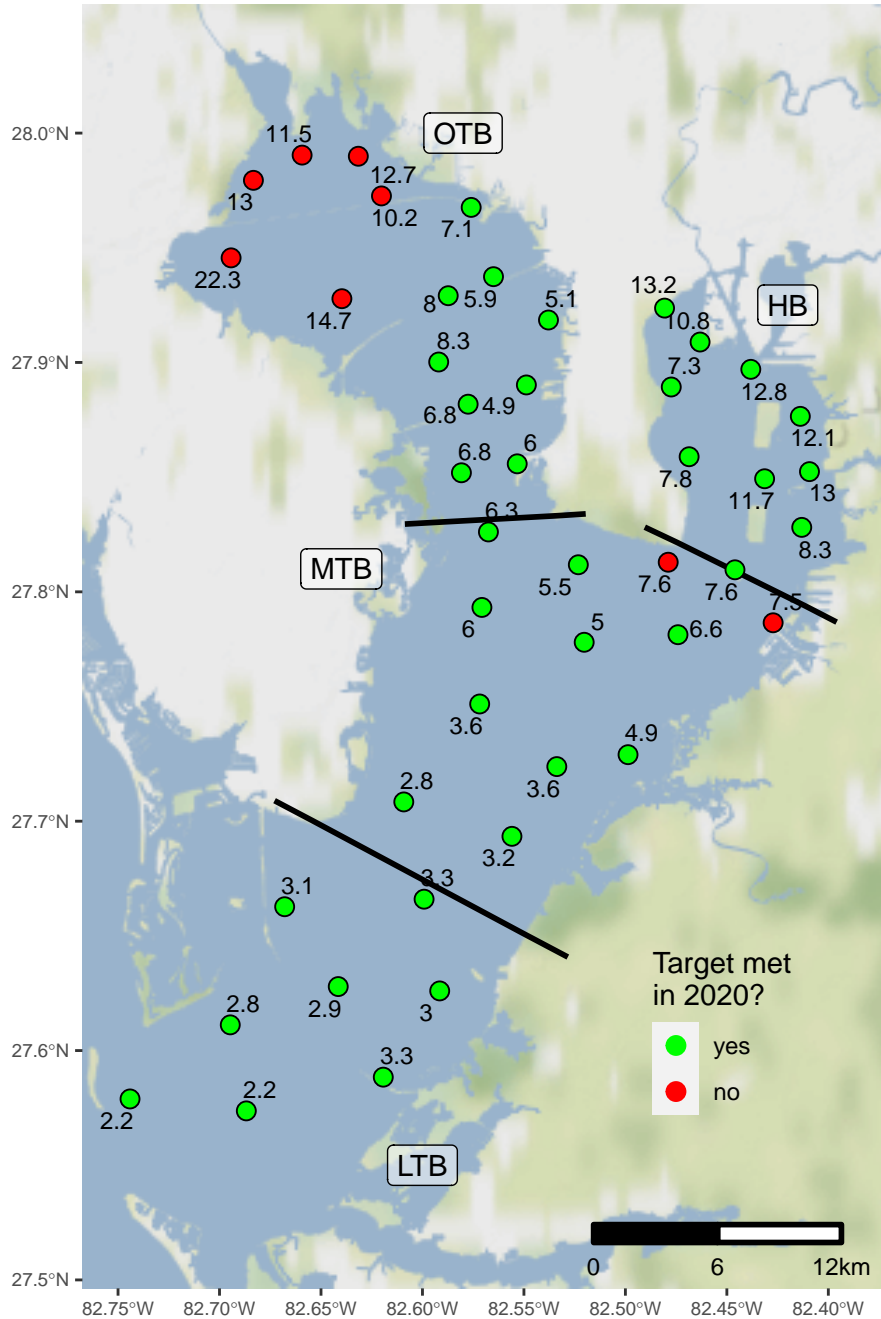 28.0°N
27.9°N
27.8°N
27.7°N
27.6°N
27.5°N
OTB
11.5
12.7
13
10.2
7.1
22.3
14.7
8
5.9
5.1
13.2
HB
10.8
8.3
7.3
12.8
6.8
4.9
12.1
6.8
6
7.8
11.7
13
6.3
8.3
MTB
5.5
7.6
7.6
7.5
6
5
6.6
3.6
4.9
3.6
2.8
3.2
3.1
3.3
2.9
3
2.8
3.3
2.2
2.2
LTB
Target met
in 2020?
yes
no
0 6 12km
82.75°W 82.70°W 82.65°W 82.60°W 82.55°W 82.50°W 82.45°W 82.40°W